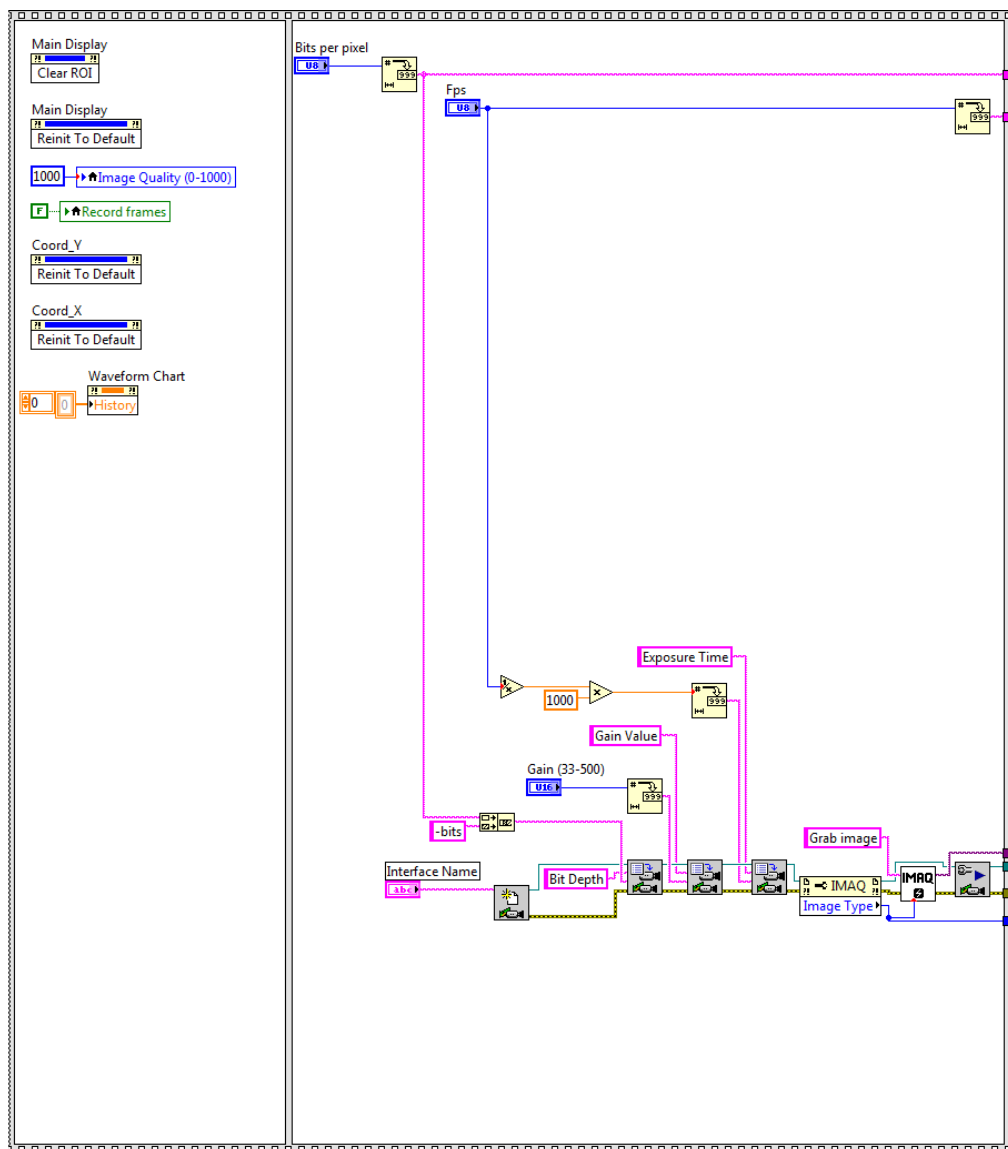 Main Display
Clear ROI
Main Display
Reinit To Default
1000
Image Quality (0-1000)
F
Record frames
Coord_Y
Reinit To Default
Coord_X
Reinit To Default
Waveform Chart
0
0
History
Bits per pixel
U8
#
999
Fps
U8
#
999
Exposure Time
1
x
1000
x
#
999
Gain Value
Gain (33-500)
U16
#
999
-bits
Grab image
Interface Name
abc
Bit Depth
IMAQ
Image Type
IMAQ